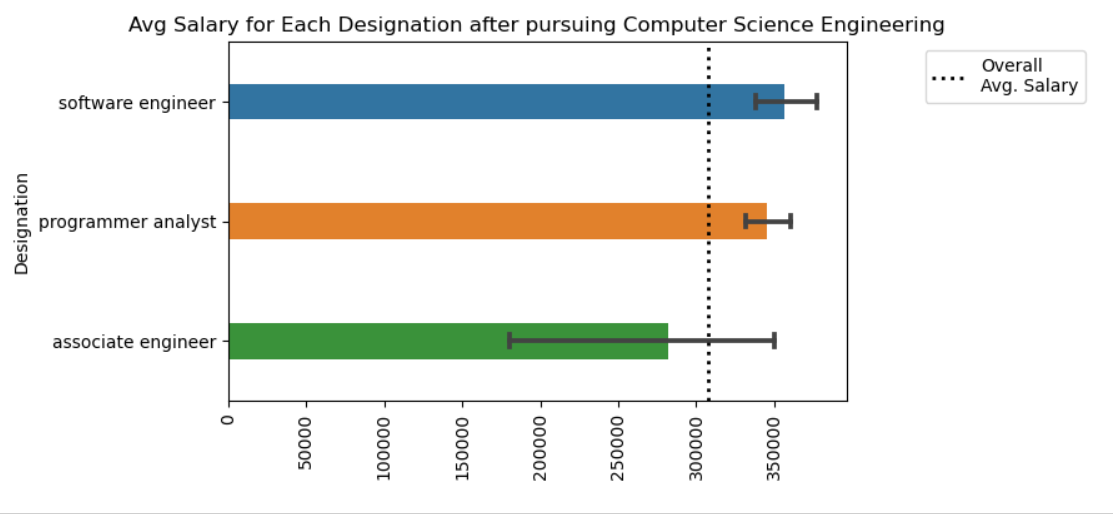 Avg Salary for Each Designation after pursuing Computer Science Engineering
Overall
Avg. Salary
software engineer
programmer analyst
associate engineer
Designation
0
50000
100000
150000
200000
250000
300000
350000